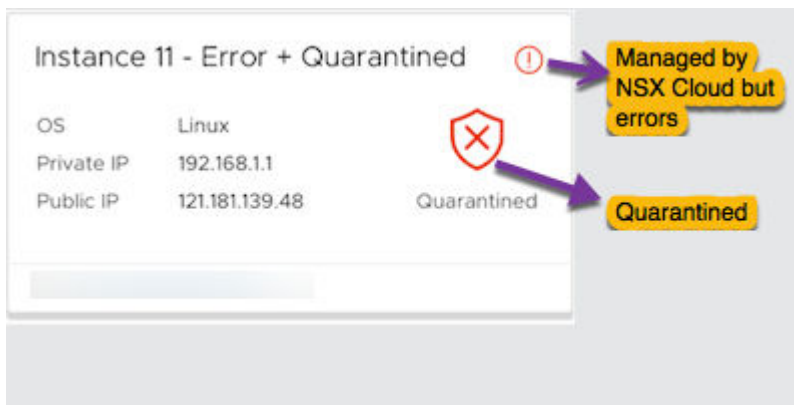 Instance 11 - Error + Quarantined
Managed by
NSX Cloud but
errors
OS Linux
Private IP 192.168.1.1
Public IP 121.181.139.48
Quarantined
Quarantined